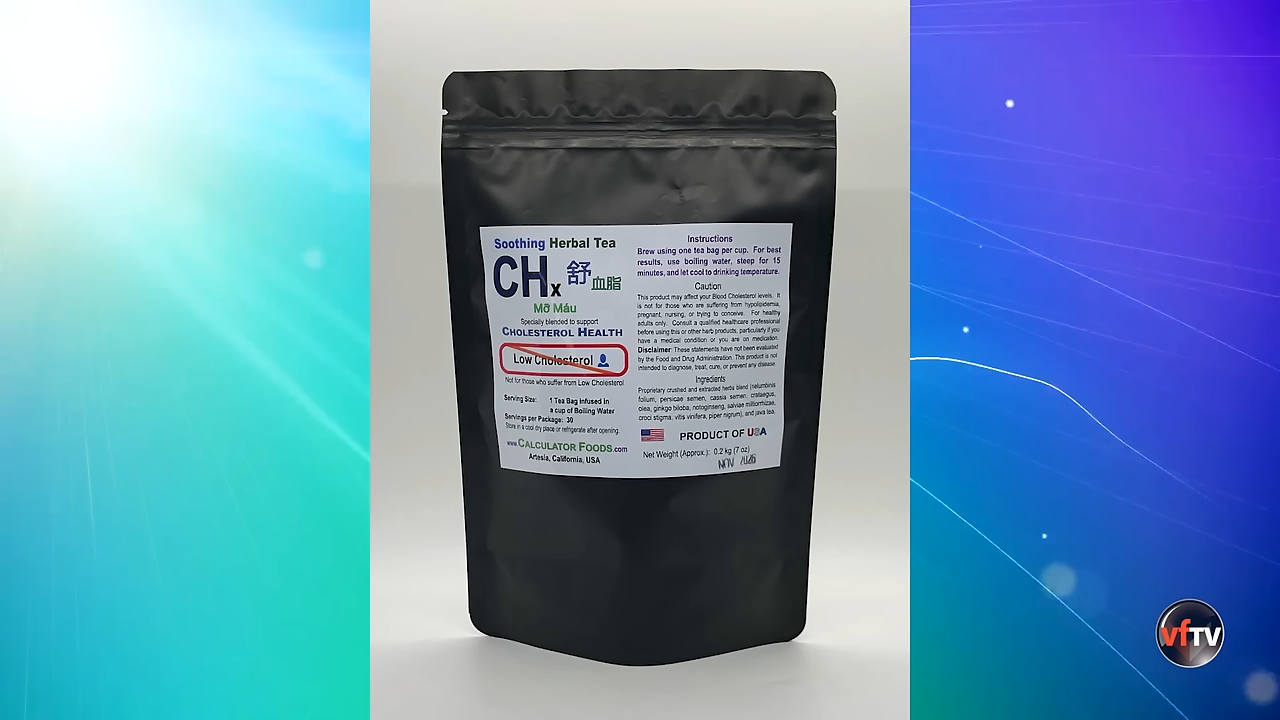 Soothing Herbal Tea
CHx 舒血脂
Mỡ Máu
Specially blended to support
CHOLESTEROL HEALTH
Low Cholesterol
Not for those who suffer from Low Cholesterol
Serving Size: 1 Tea Bag infused in
a cup of Boiling Water
Servings per Package: 30
Store in a cool dry place or refrigerate after opening.
www.CALCULATOR FOODS.com
Artesia, California, USA
Instructions
Brew using one tea bag per cup. For best
results, use boiling water, steep for 15
minutes, and let cool to drinking temperature.
Caution
This product may affect your Blood Cholesterol levels. It
is not for those who are suffering from hypolipidemia,
pregnant, nursing, or trying to conceive. For healthy
adults only. Consult a qualified healthcare professional
before using this or other herb products, particularly if you
have a medical condition or you are on medication.
Disclaimer: These statements have not been evaluated
by the Food and Drug Administration. This product is not
intended to diagnose, treat, cure, or prevent any disease.
Ingredients
Proprietary crushed and extracted herbs blend (nelumbinis
folium, persicae semen, cassia semen, crataegus,
olea, ginkgo biloba, notoginseng, salviae miltiorrhizae,
croci stigma, vitis vinifera, piper nigrum), and java tea.
PRODUCT OF USA
Net Weight (Approx.): 0.2 kg (7 oz)
NOV
vfTV